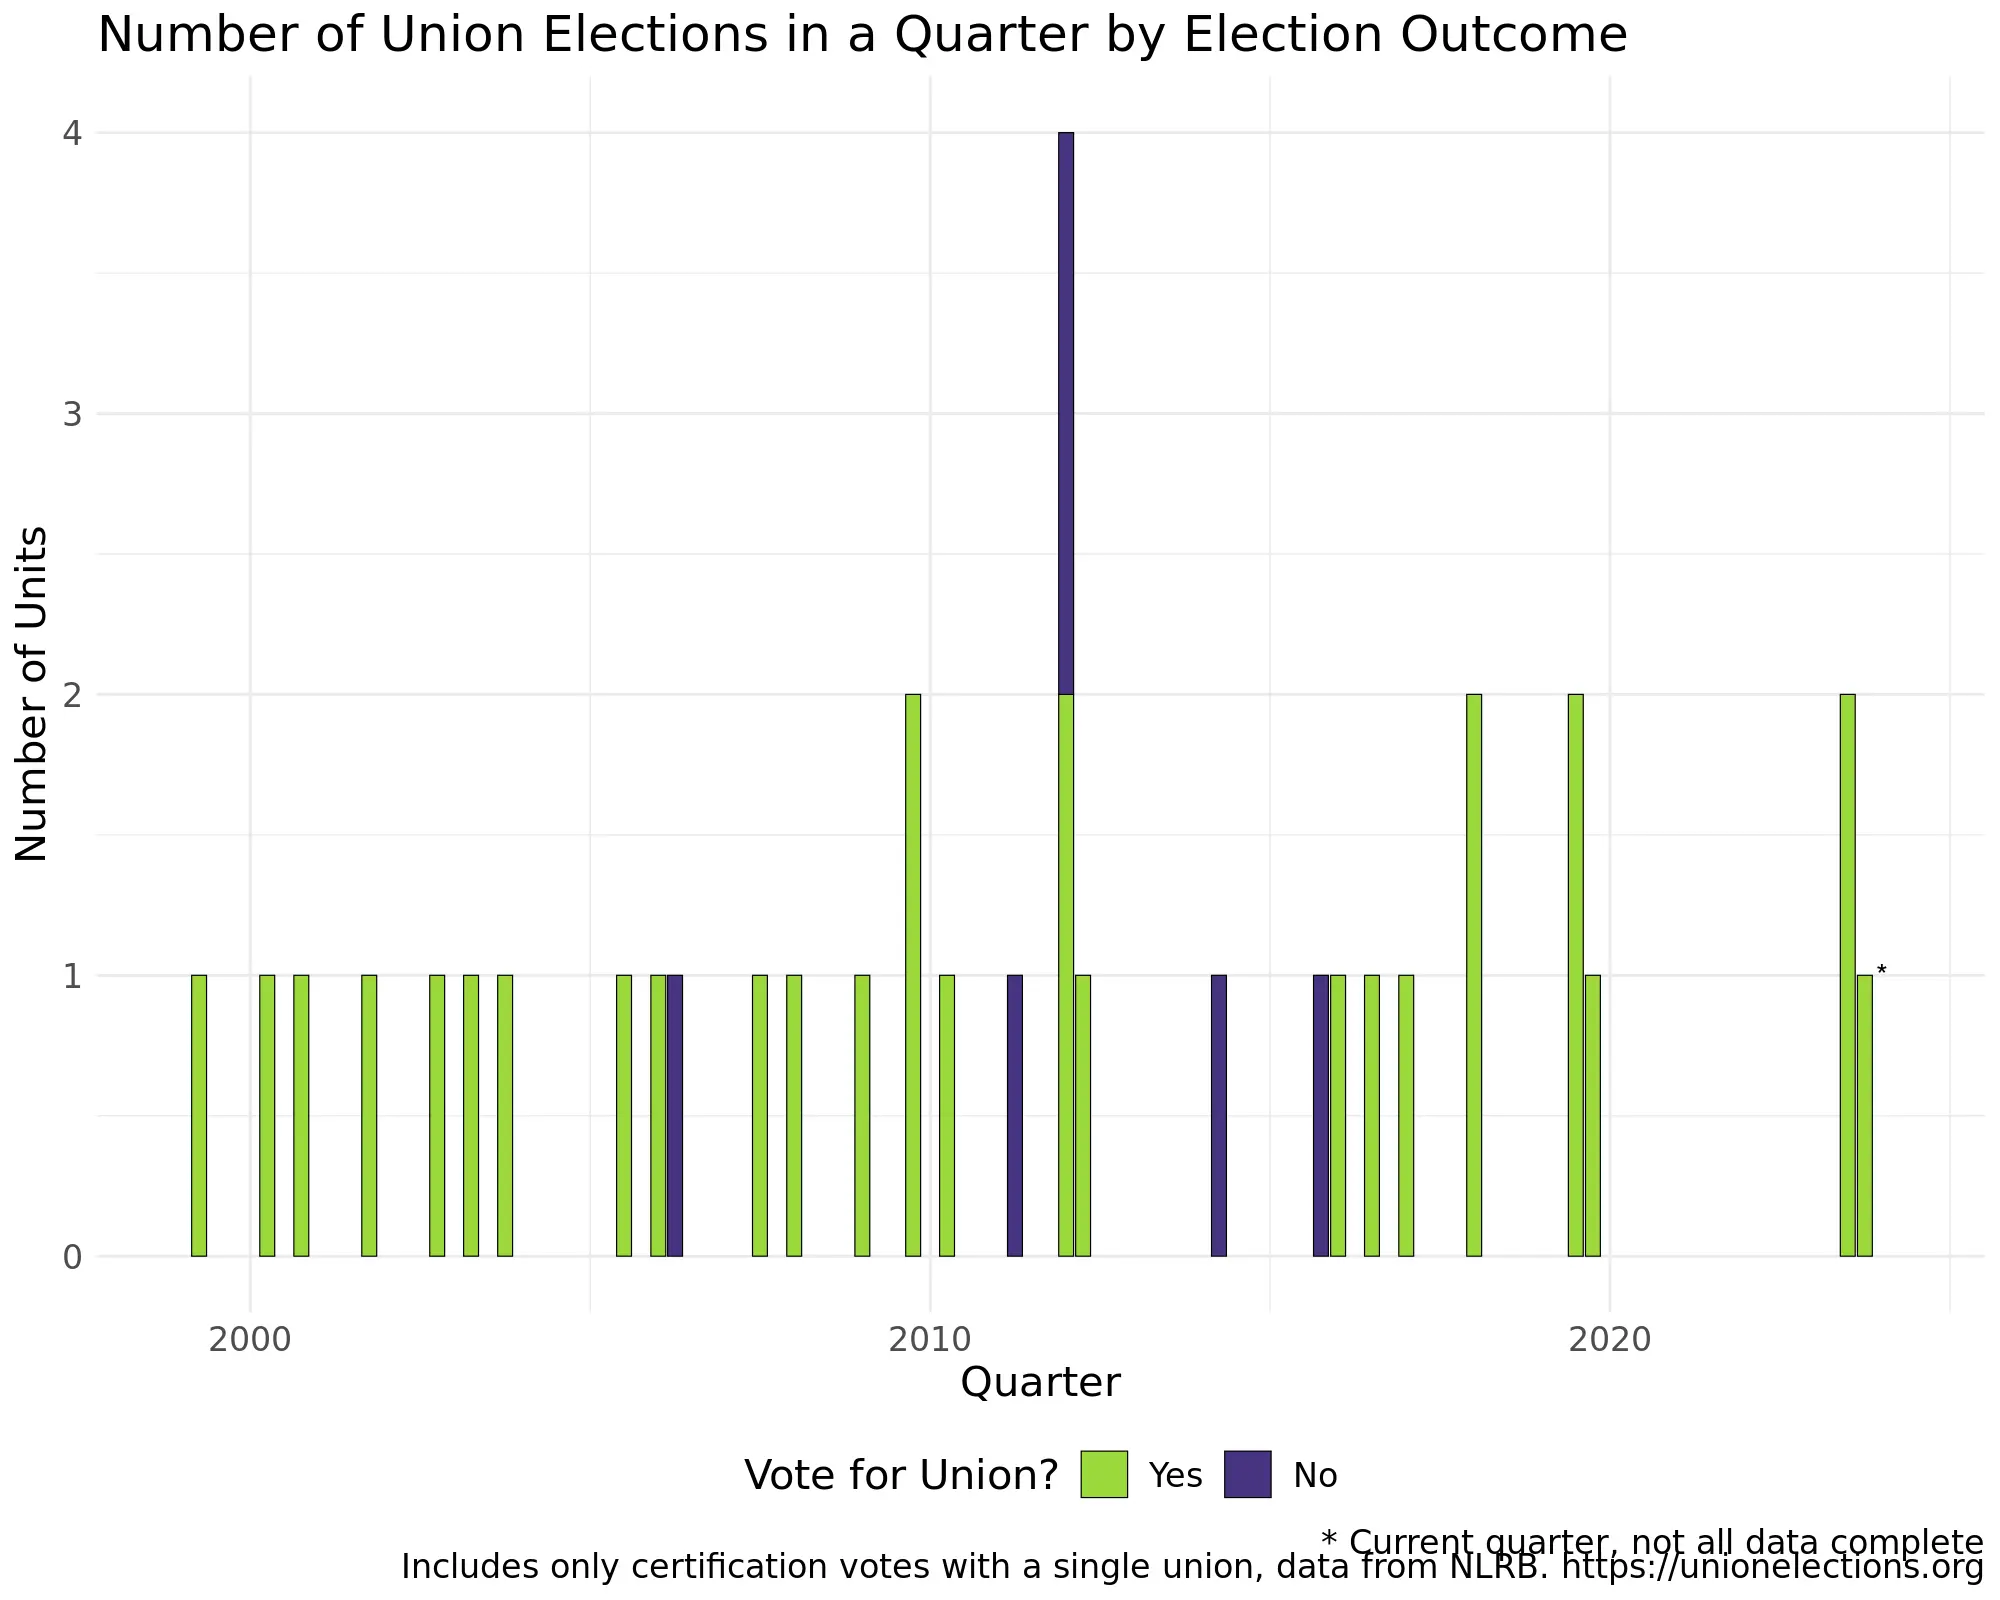 Number of Union Elections in a Quarter by Election Outcome
Number of Units
4
3
2
1
0
*
2000 2010 2020
Quarter
Vote for Union? Yes No
* Current quarter, not all data complete
Includes only certification votes with a single union, data from NLRB. https://unionelections.org